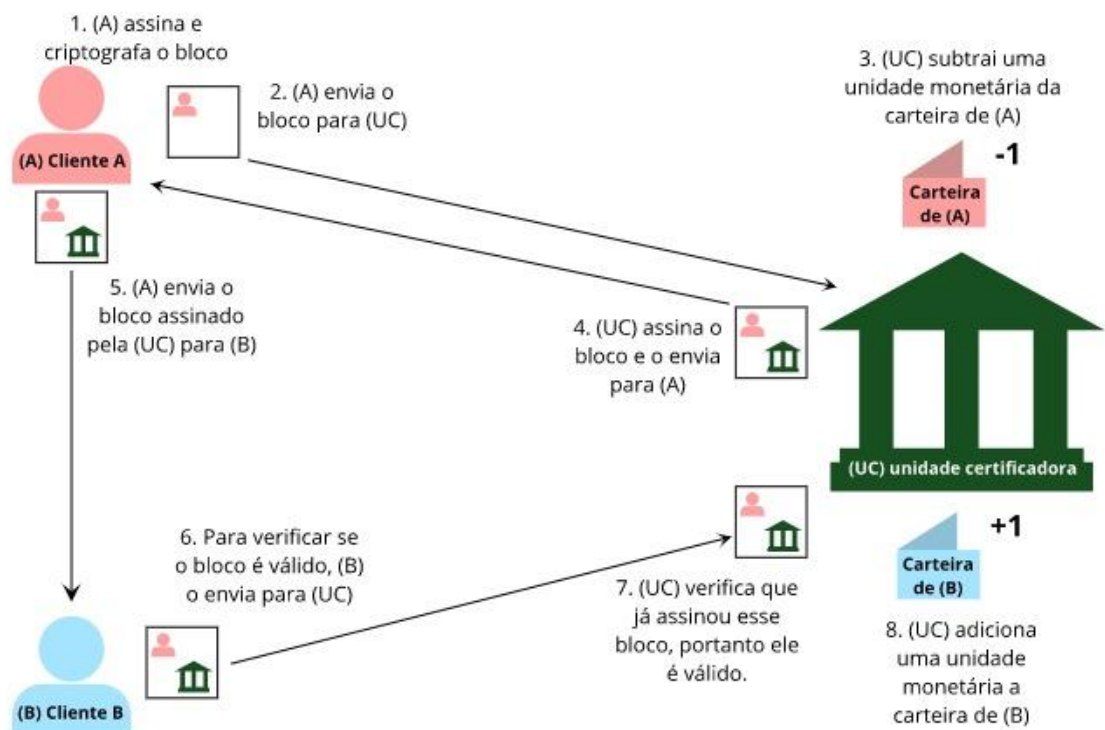 1. (A) assina e
criptografa o bloco
(A) Cliente A
2. (A) envia o
bloco para (UC)
3. (UC) subtrai uma
unidade monetária da
carteira de (A)
-1
Carteira
de (A)
4. (UC) assina o
bloco e o envia
para (A)
5. (A) envia o
bloco assinado
pela (UC) para (B)
(UC) unidade certificadora
6. Para verificar se
o bloco é válido, (B)
o envia para (UC)
(B) Cliente B
7. (UC) verifica que
já assinou esse
bloco, portanto ele
é válido.
+1
Carteira
de (B)
8. (UC) adiciona
uma unidade
monetária a
carteira de (B)